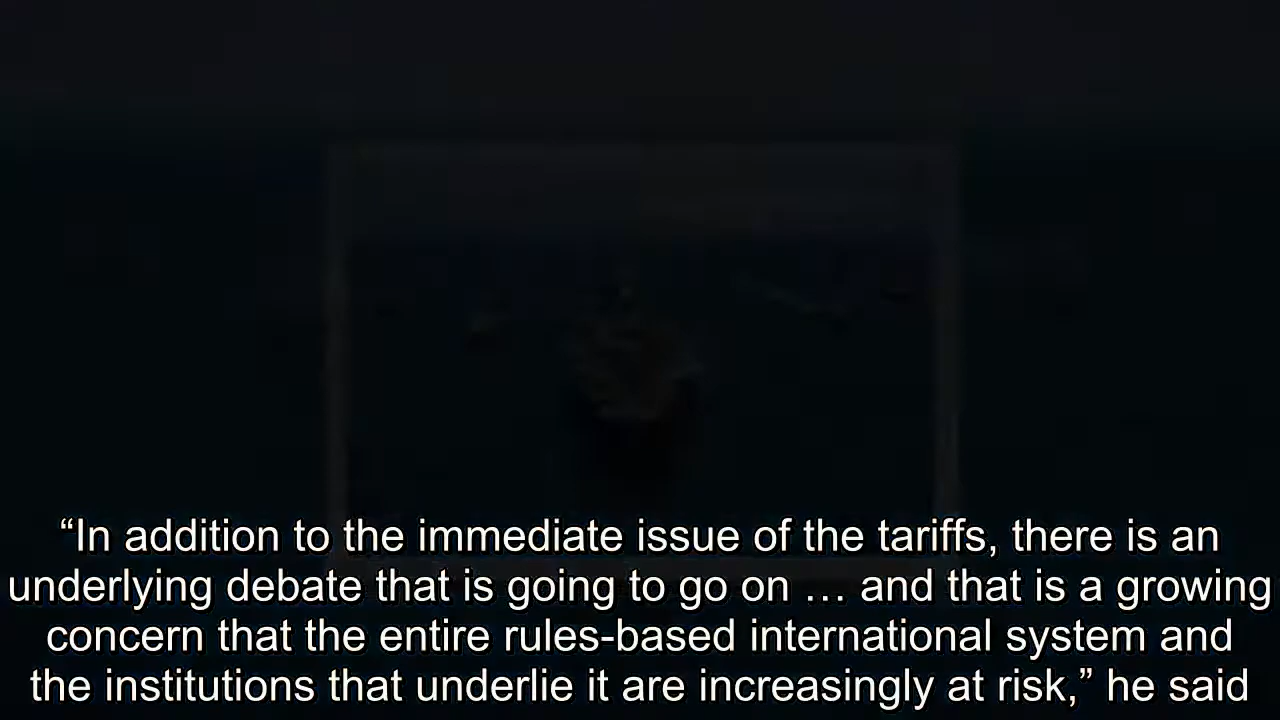 “In addition to the immediate issue of the tariffs, there is an
underlying debate that is going to go on … and that is a growing
concern that the entire rules-based international system and
the institutions that underlie it are increasingly at risk,” he said